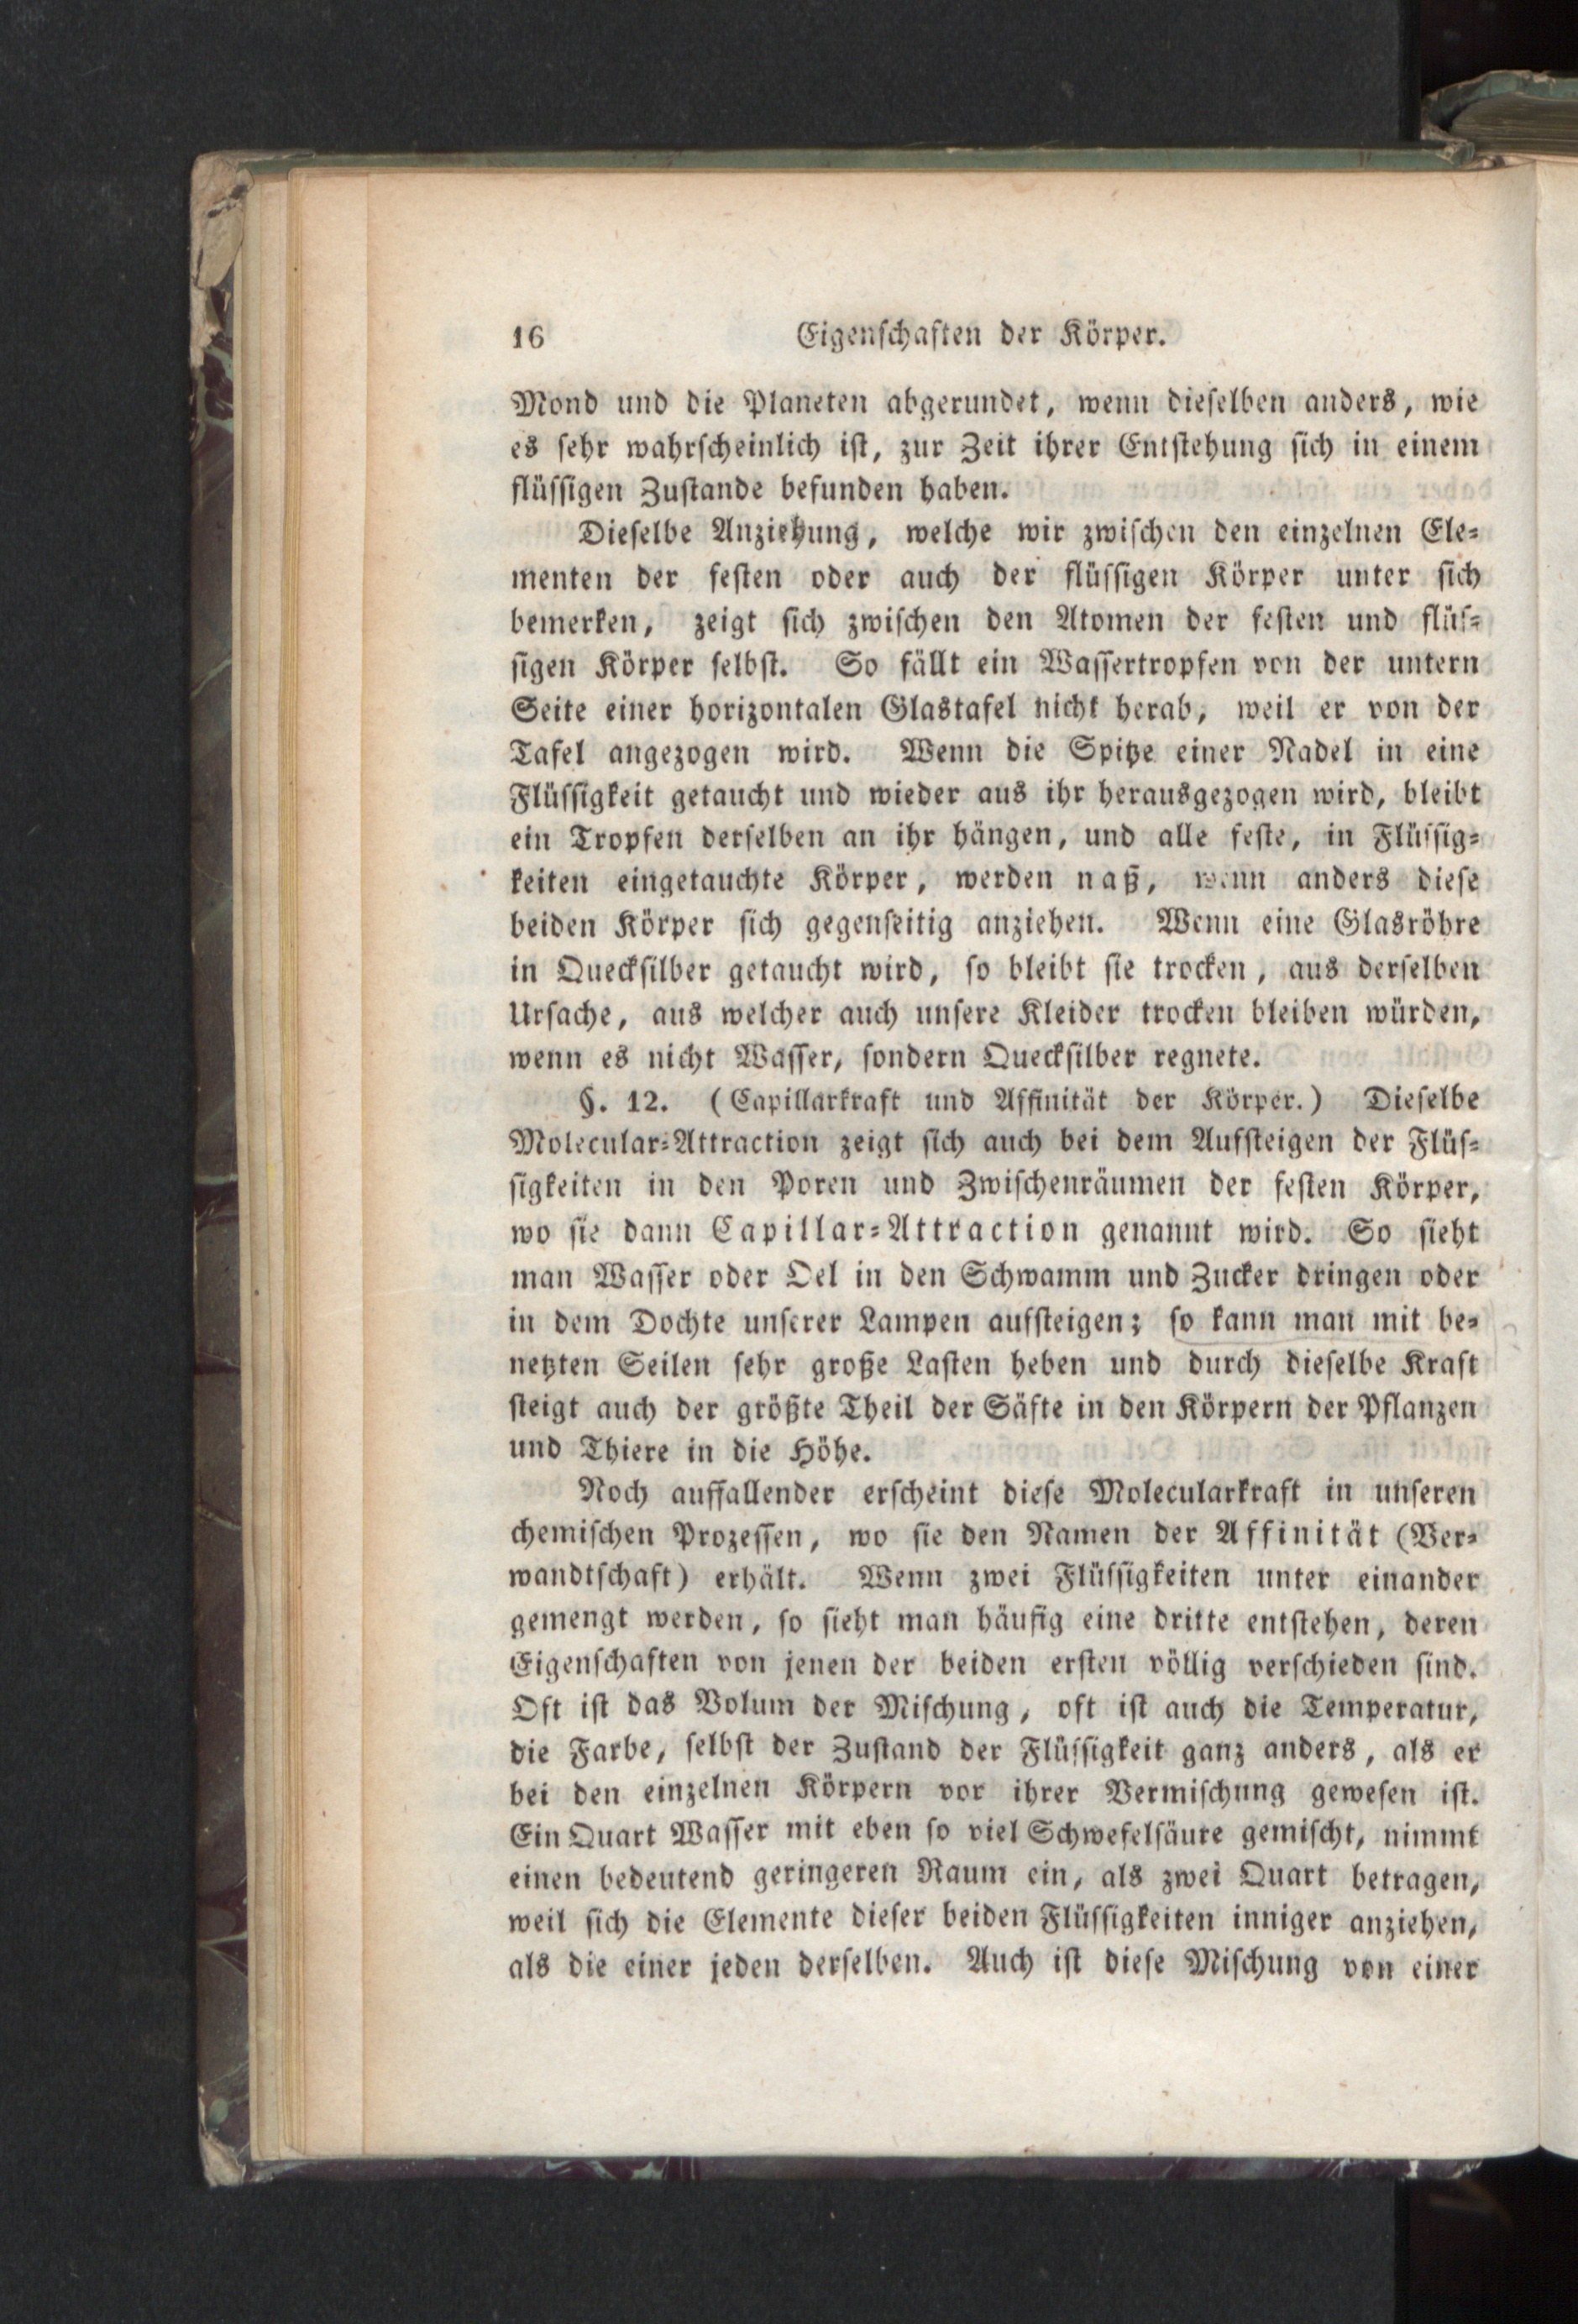 16 Eigenschaften der Körper.
Mond und die Planeten abgerundet, wenn dieselben anders, wie
es sehr wahrscheinlich ist, zur Zeit ihrer Entstehung sich in einem
flüssigen Zustande befunden haben.
Dieselbe Anziehung, welche wir zwischen den einzelnen Ele-
menten der festen oder auch der flüssigen Körper unter sich
bemerken, zeigt sich zwischen den Atomen der festen und flüs-
sigen Körper selbst. So fällt ein Wassertropfen von der untern
Seite einer horizontalen Glastafel nicht herab, weil er von der
Tafel angezogen wird. Wenn die Spitze einer Nadel in eine
Flüssigkeit getaucht und wieder aus ihr herausgezogen wird, bleibt
ein Tropfen derselben an ihr hängen, und alle feste, in Flüssig-
keiten eingetauchte Körper, werden naß, wenn anders diese
beiden Körper sich gegenseitig anziehen. Wenn eine Glasröhre
in Quecksilber getaucht wird, so bleibt sie trocken, aus derselben
Ursache, aus welcher auch unsere Kleider trocken bleiben würden,
wenn es nicht Wasser, sondern Quecksilber regnete.
§. 12. (Capillarkraft und Affinität der Körper.) Dieselbe
Molecular-Attraction zeigt sich auch bei dem Aufsteigen der Flüs-
sigkeiten in den Poren und Zwischenräumen der festen Körper,
wo sie dann Capillar-Attraction genannt wird. So sieht
man Wasser oder Oel in den Schwamm und Zucker dringen oder
in dem Dochte unserer Lampen aufsteigen; so kann man mit be-
netzten Seilen sehr große Lasten heben und durch dieselbe Kraft
steigt auch der größte Theil der Säfte in den Körpern der Pflanzen
und Thiere in die Höhe.
Noch auffallender erscheint diese Molecularkraft in unseren
chemischen Prozessen, wo sie den Namen der Affinität (Ver-
wandtschaft) erhält. Wenn zwei Flüssigkeiten unter einander
gemengt werden, so sieht man häufig eine dritte entstehen, deren
Eigenschaften von jenen der beiden ersten völlig verschieden sind.
Oft ist das Volum der Mischung, oft ist auch die Temperatur,
die Farbe, selbst der Zustand der Flüssigkeit ganz anders, als er
bei den einzelnen Körpern vor ihrer Vermischung gewesen ist.
Ein Quart Wasser mit eben so viel Schwefelsäure gemischt, nimmt
einen bedeutend geringeren Raum ein, als zwei Quart betragen,
weil sich die Elemente dieser beiden Flüssigkeiten inniger anziehen,
als die einer jeden derselben. Auch ist diese Mischung von einer